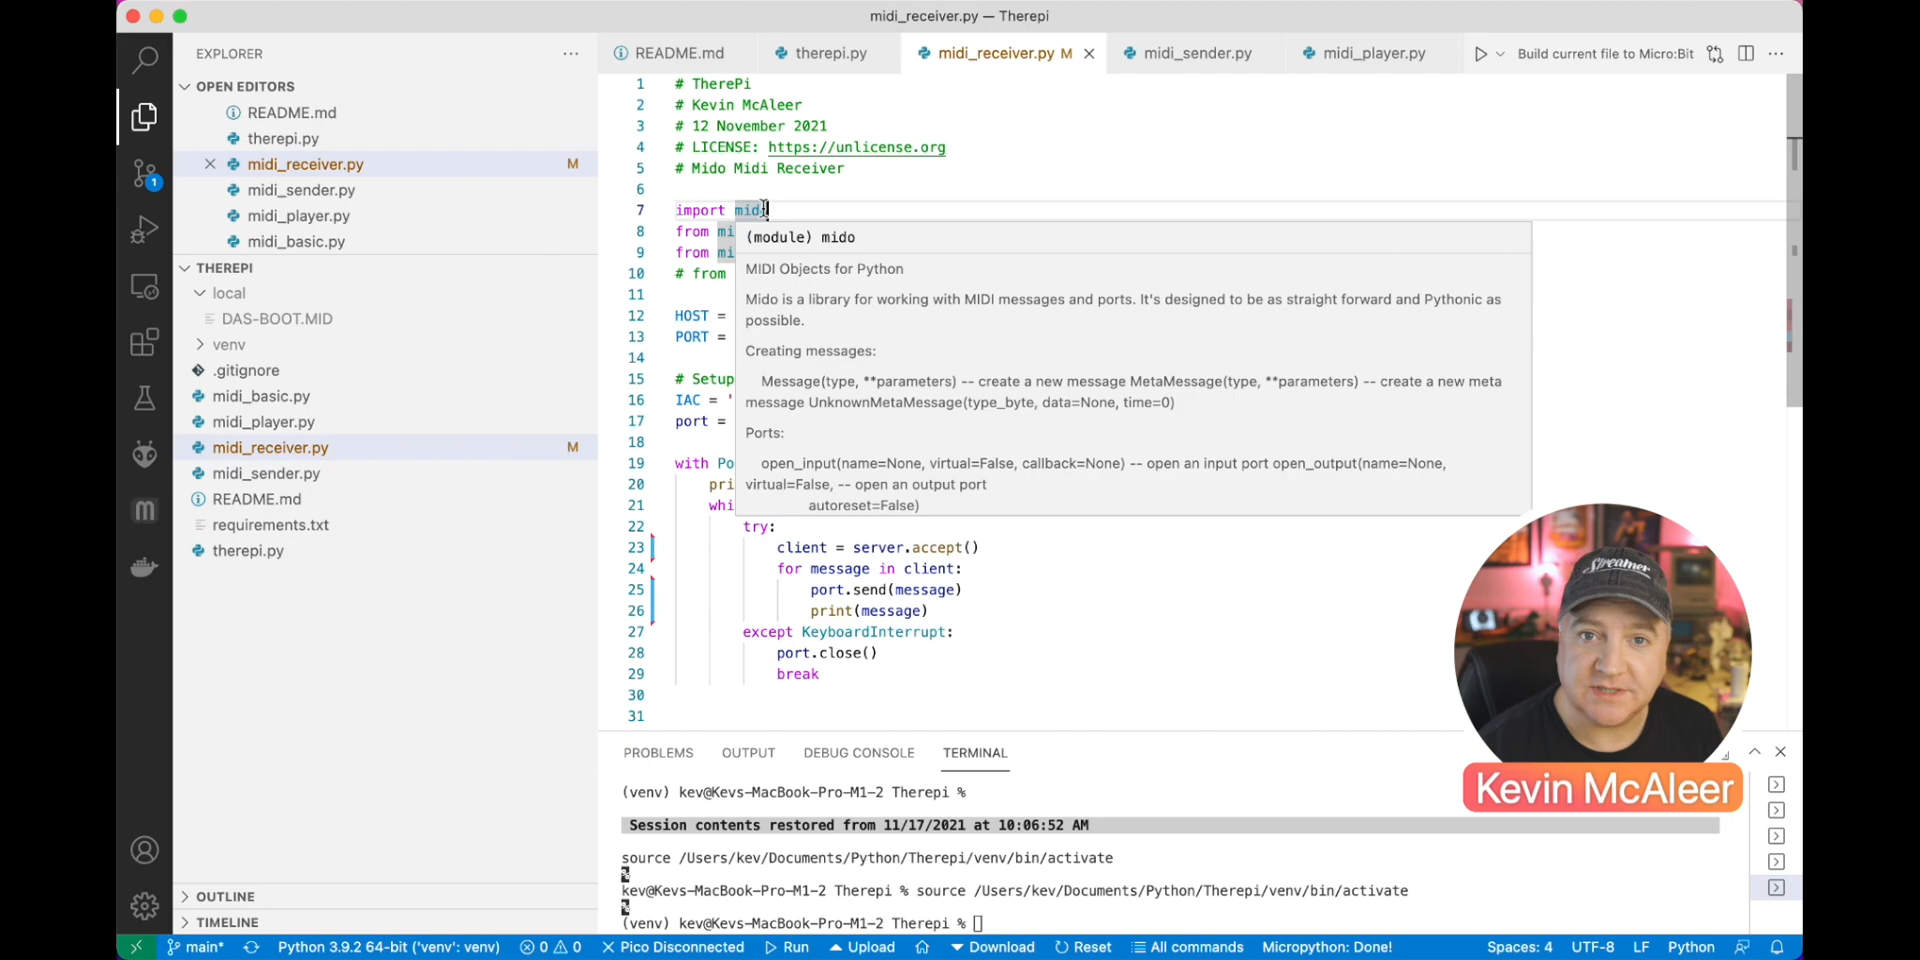 midi_receiver.py — Therepi
EXPLORER
OPEN EDITORS
README.md
therepi.py
midi_receiver.py M
midi_sender.py
midi_player.py
midi_basic.py
THEREPI
local
DAS-BOOT.MID
venv
.gitignore
midi_basic.py
midi_player.py
midi_receiver.py M
midi_sender.py
README.md
requirements.txt
therepi.py
OUTLINE
TIMELINE
1
README.md therepi.py midi_receiver.py M midi_sender.py midi_player.py Build current file to Micro:Bit
1 # TherePi
2 # Kevin McAleer
3 # 12 November 2021
4 # LICENSE: https://unlicense.org
5 # Mido Midi Receiver
6
7 import mid
8 from mi
9 from mi
10 # from
11
12 HOST =
13 PORT =
14
15 # Setup
16 IAC = '
17 port =
18
19 with Po
20 pri
21 whi
22 try:
23 client = server.accept()
24 for message in client:
25 port.send(message)
26 print(message)
27 except KeyboardInterrupt:
28 port.close()
29 break
30
31
(module) mido
MIDI Objects for Python
Mido is a library for working with MIDI messages and ports. It's designed to be as straight forward and Pythonic as
possible.
Creating messages:
Message(type, **parameters) -- create a new message MetaMessage(type, **parameters) -- create a new meta
message UnknownMetaMessage(type_byte, data=None, time=0)
Ports:
open_input(name=None, virtual=False, callback=None) -- open an input port open_output(name=None,
virtual=False, -- open an output port
autoreset=False)
Streamer
Kevin McAleer
PROBLEMS OUTPUT DEBUG CONSOLE TERMINAL
(venv) kev@Kevs-MacBook-Pro-M1-2 Therepi %
Session contents restored from 11/17/2021 at 10:06:52 AM
source /Users/kev/Documents/Python/Therepi/venv/bin/activate
%
kev@Kevs-MacBook-Pro-M1-2 Therepi % source /Users/kev/Documents/Python/Therepi/venv/bin/activate
%
(venv) kev@Kevs-MacBook-Pro-M1-2 Therepi %
main* Python 3.9.2 64-bit ('venv': venv) 0 0 Pico Disconnected Run Upload Download Reset All commands Micropython: Done! Spaces: 4 UTF-8 LF Python